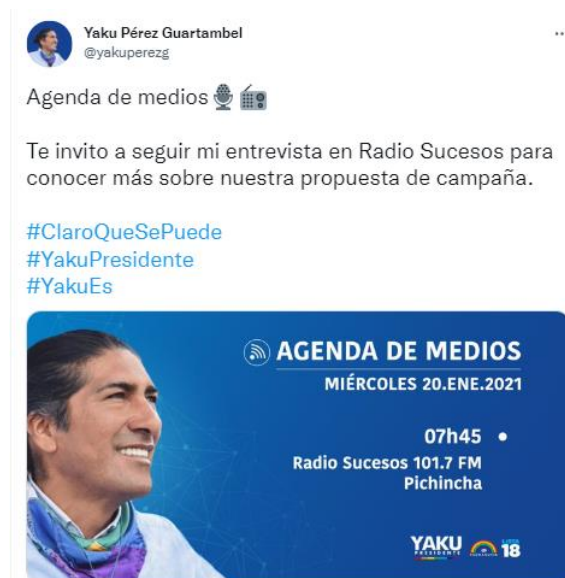 Yaku Pérez Guartambel
@yakuperezg
Agenda de medios
Te invito a seguir mi entrevista en Radio Sucesos para
conocer más sobre nuestra propuesta de campaña.
#ClaroQueSePuede
#YakuPresidente
#YakuEs
AGENDA DE MEDIOS
MIÉRCOLES 20.ENE.2021
07h45
Radio Sucesos 101.7 FM
Pichincha
YAKU
PRESIDENTE
18